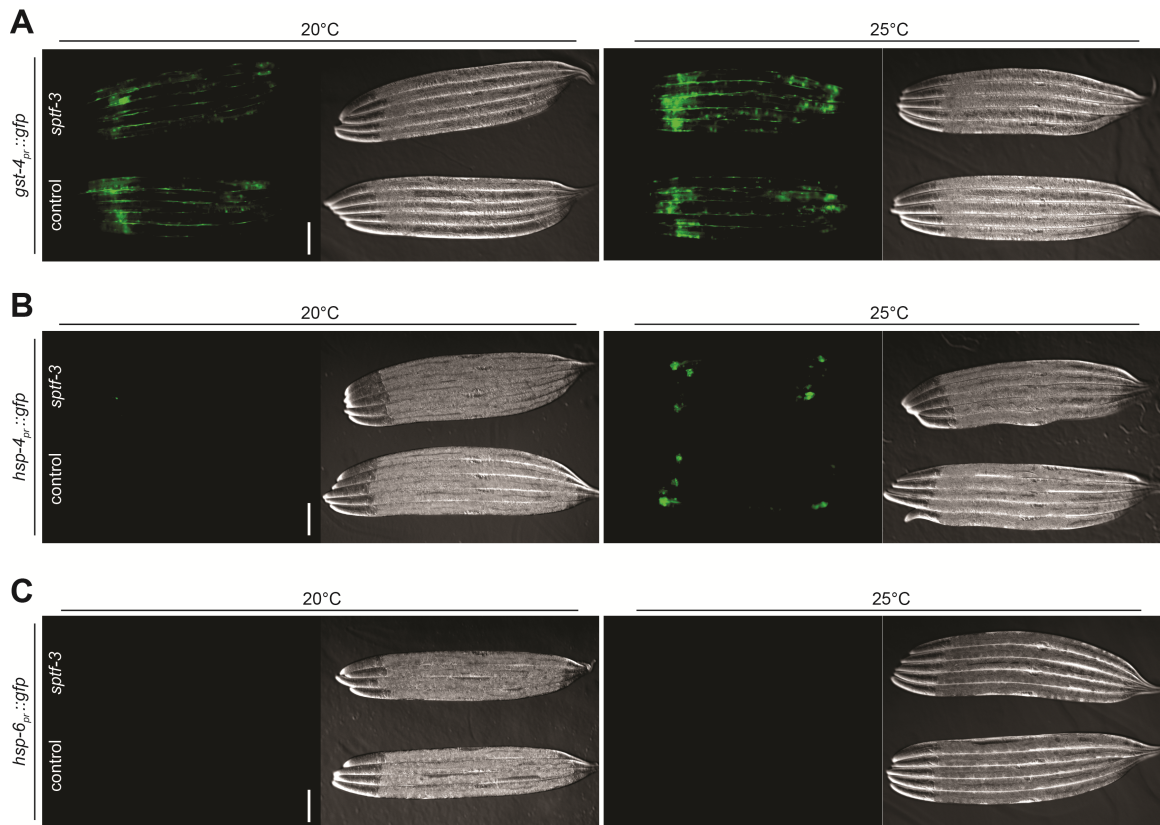 A
20°C
25°C
gst-4pr::gfp
sptf-3
control
B
20°C
25°C
hsp-4pr::gfp
sptf-3
control
C
20°C
25°C
hsp-6pr::gfp
sptf-3
control